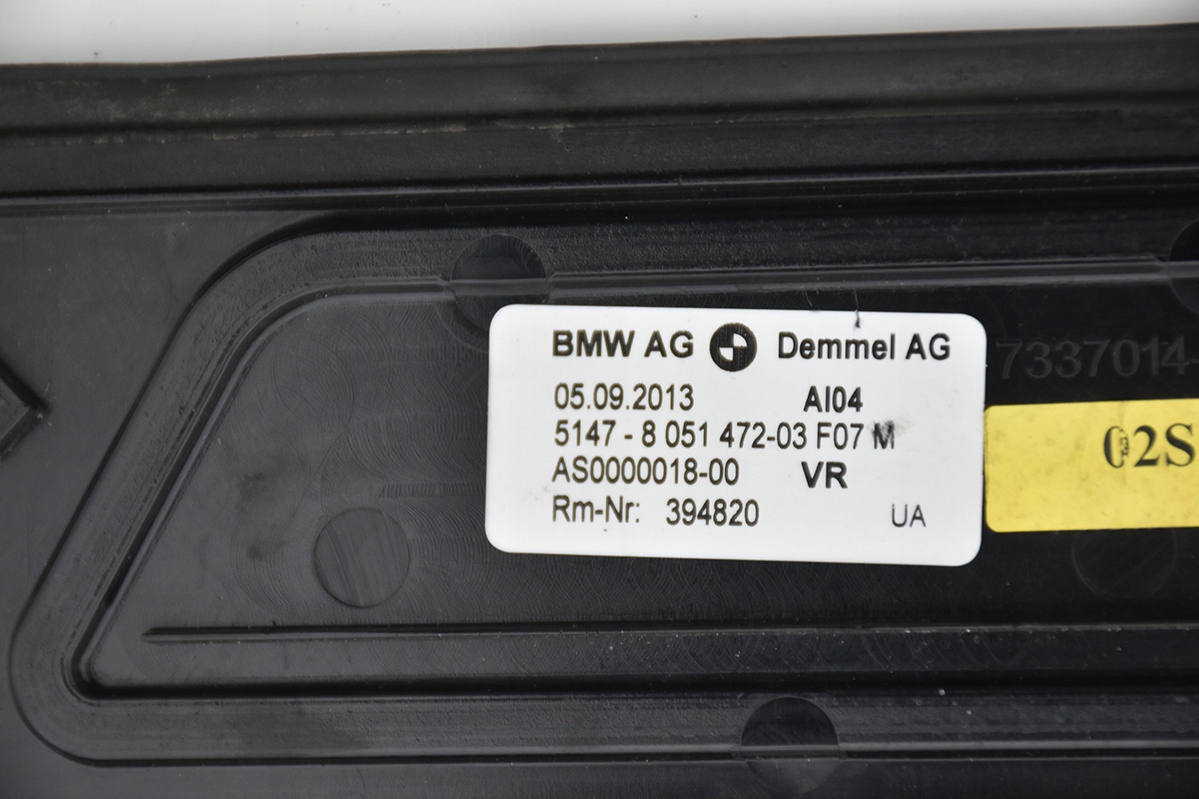 BMW AG Demmel AG
05.09.2013 AI04
5147 - 8 051 472-03 F07 M
AS0000018-00 VR
Rm-Nr: 394820 UA
7337014-
02S